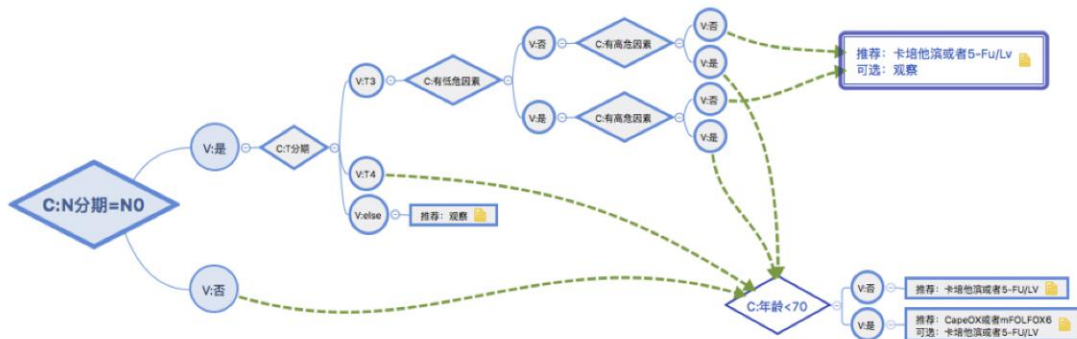 C:N分期=N0
V:是
C:T分期
V:T3
C:有低危因素
V:否
C:有高危因素
V:否
V:是
推荐：卡培他滨或者5-Fu/Lv
可选：观察
V:是
C:有高危因素
V:否
V:是
V:T4
V:else
推荐：观察
V:否
C:年龄<70
V:否
推荐：卡培他滨或者5-FU/LV
V:是
推荐：CapeOX或者mFOLFOX6
可选：卡培他滨或者5-FU/LV